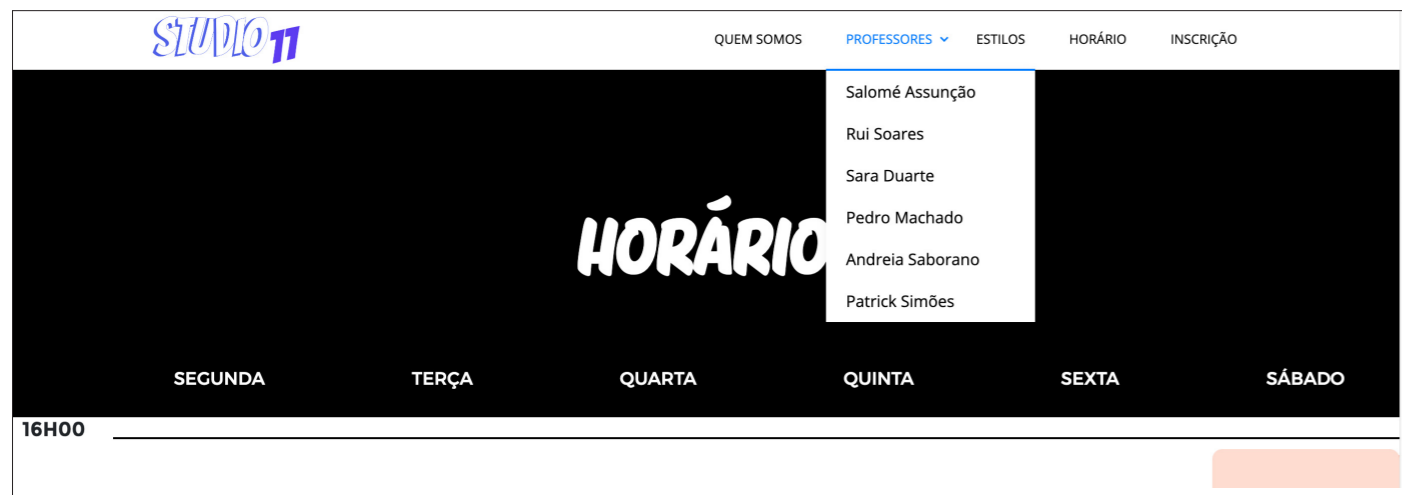 STUDIO 11
QUEM SOMOS PROFESSORES ESTILOS HORÁRIO INSCRIÇÃO
Salomé Assunção
Rui Soares
Sara Duarte
Pedro Machado
Andreia Saborano
Patrick Simões
HORÁRIO
SEGUNDA TERÇA QUARTA QUINTA SEXTA SÁBADO
16H00